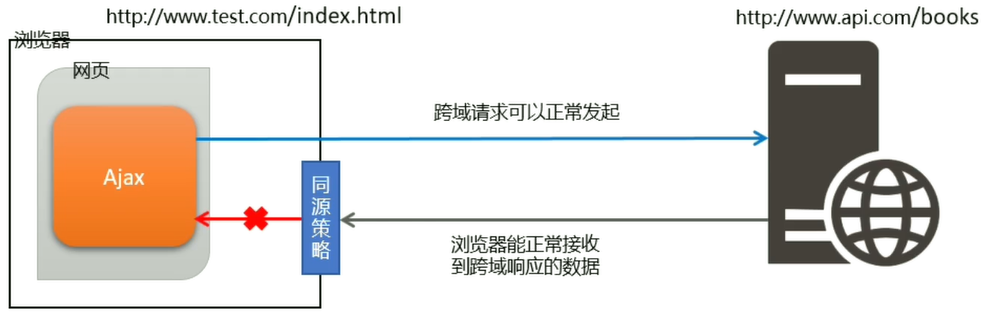 http://www.test.com/index.html
http://www.api.com/books
浏览器
网页
跨域请求可以正常发起
Ajax
同
源
策
略
浏览器能正常接收
到跨域响应的数据